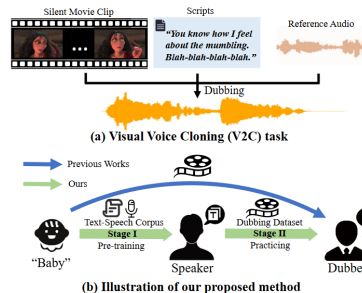 Silent Movie Clip
Scripts
Reference Audio
“You know how I feel
about the mumbling.
Blah-blah-blah-blah.”
Dubbing
(a) Visual Voice Cloning (V2C) task
Previous Works
Ours
Text-Speech Corpus
Stage I
Pre-training
Dubbing Dataset
Stage II
Practicing
“Baby”
Speaker
Dubbe
(b) Illustration of our proposed method